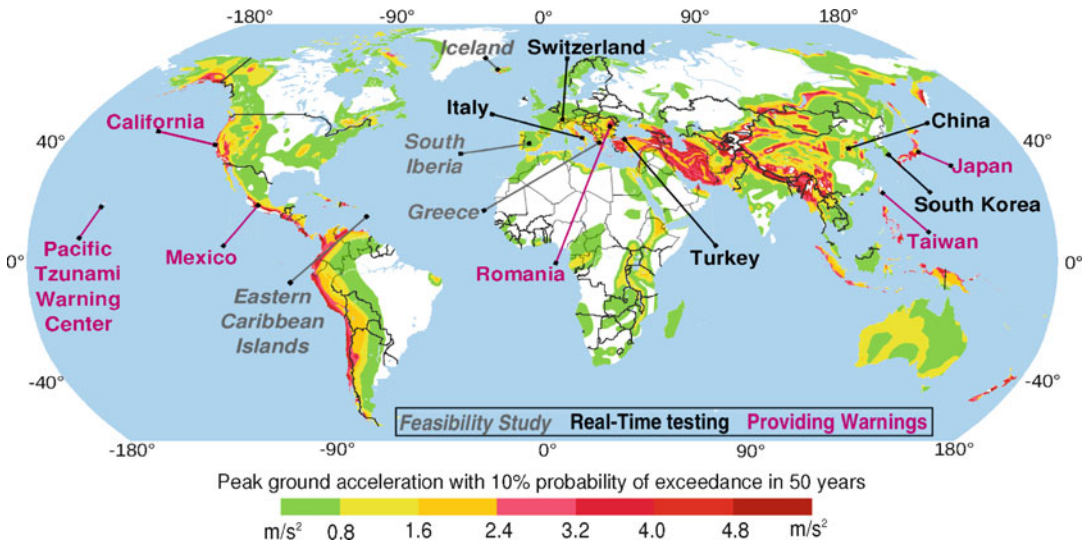 -180° -90° 0° 90° 180°
Iceland
Switzerland
Italy
California
China
40° 40°
South
Iberia
Japan
South Korea
Greece
Taiwan
Pacific
Tzunami
Warning
Center
Mexico
Romania
Turkey
0° 0°
Eastern
Caribbean
Islands
-40° -40°
Feasibility Study Real-Time testing Providing Warnings
-180° -90° 0° 90° 180°
Peak ground acceleration with 10% probability of exceedance in 50 years
m/s² 0.8 1.6 2.4 3.2 4.0 4.8 m/s²